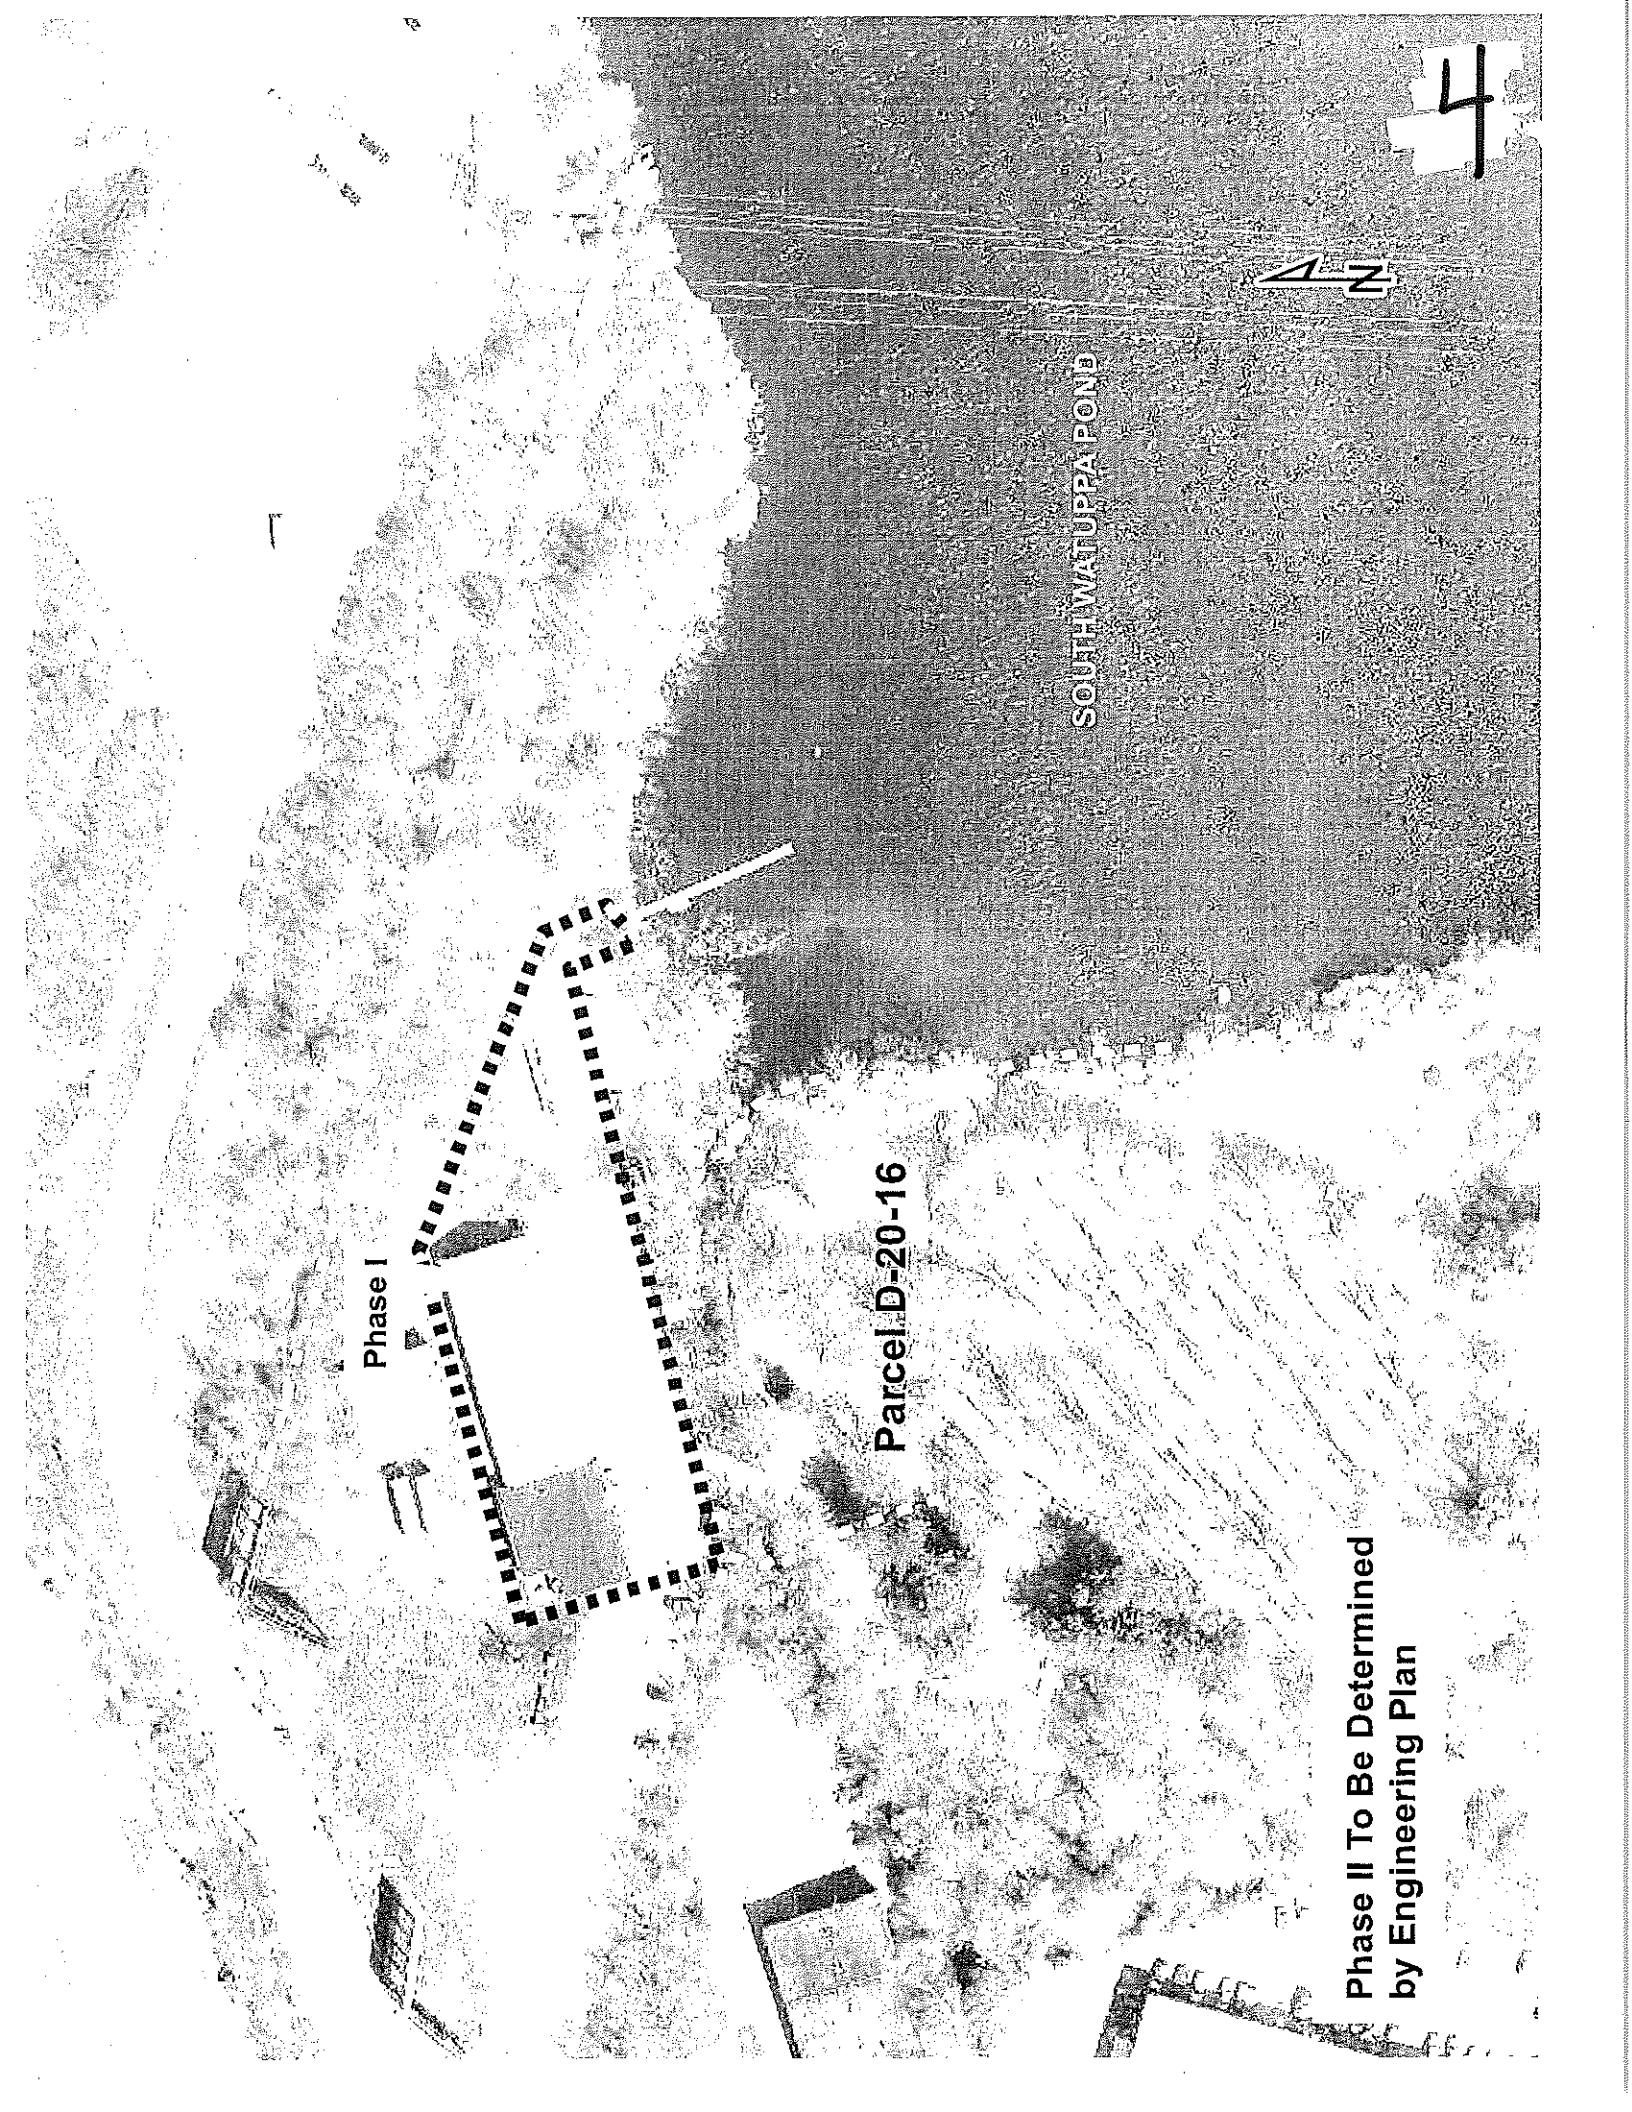 4
N
SOUTH WATUPPA POND
Phase I
Parcel D-20-16
Phase II To Be Determined
by Engineering Plan